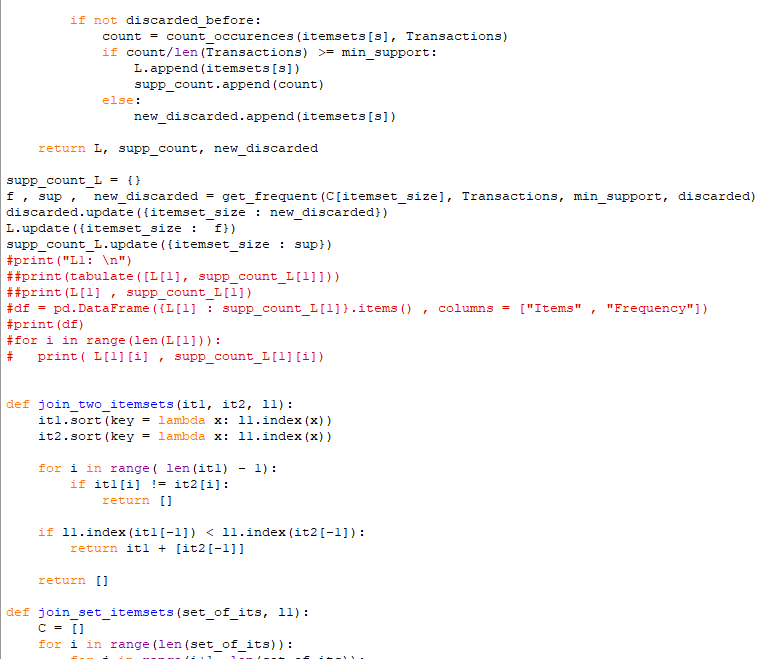 if not discarded_before:
count = count_occurences(itemsets[s], Transactions)
if count/len(Transactions) >= min_support:
L.append(itemsets[s])
supp_count.append(count)
else:
new_discarded.append(itemsets[s])
return L, supp_count, new_discarded
supp_count_L = {}
f , sup ,  new_discarded = get_frequent(C[itemset_size], Transactions, min_support, discarded)
discarded.update({itemset_size : new_discarded})
L.update({itemset_size :  f})
supp_count_L.update({itemset_size : sup})
#print("L1: \n")
##print(tabulate([L[1], supp_count_L[1]]))
##print(L[1] , supp_count_L[1])
#df = pd.DataFrame({L[1] : supp_count_L[1]}.items() , columns = ["Items" , "Frequency"])
#print(df)
#for i in range(len(L[1])):
#   print( L[1][i] , supp_count_L[1][i])
def join_two_itemsets(it1, it2, l1):
it1.sort(key = lambda x: l1.index(x))
it2.sort(key = lambda x: l1.index(x))
for i in range( len(it1) - 1):
if it1[i] != it2[i]:
return []
if l1.index(it1[-1]) < l1.index(it2[-1]):
return it1 + [it2[-1]]
return []
def join_set_itemsets(set_of_its, l1):
C = []
for i in range(len(set_of_its)):